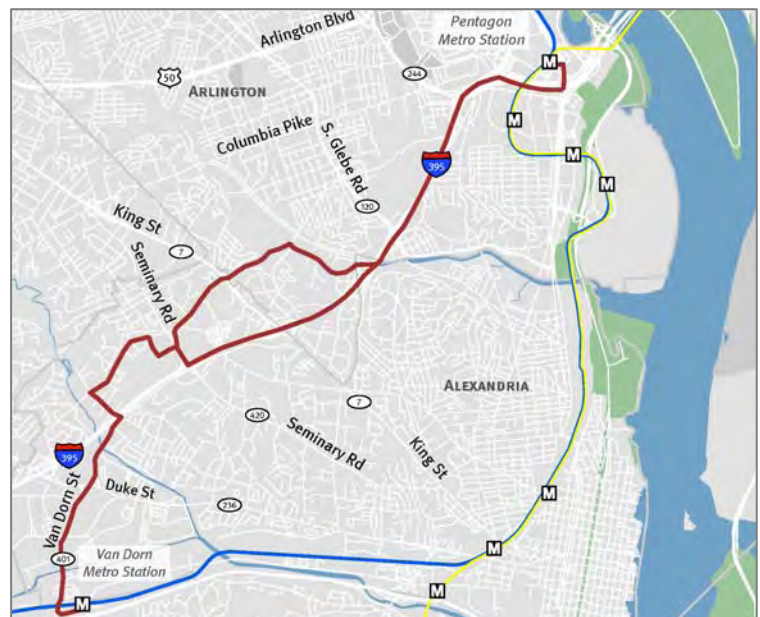 Pentagon
Metro Station
Arlington Blvd
M
244
50
ARLINGTON
Columbia Pike
S. Glebe Rd
M
395
M
M
120
King St
7
Seminary Rd
ALEXANDRIA
7
420
Seminary Rd
King St
395
Van Dorn St
Duke St
236
M
M
Van Dorn
Metro Station
401
M
M